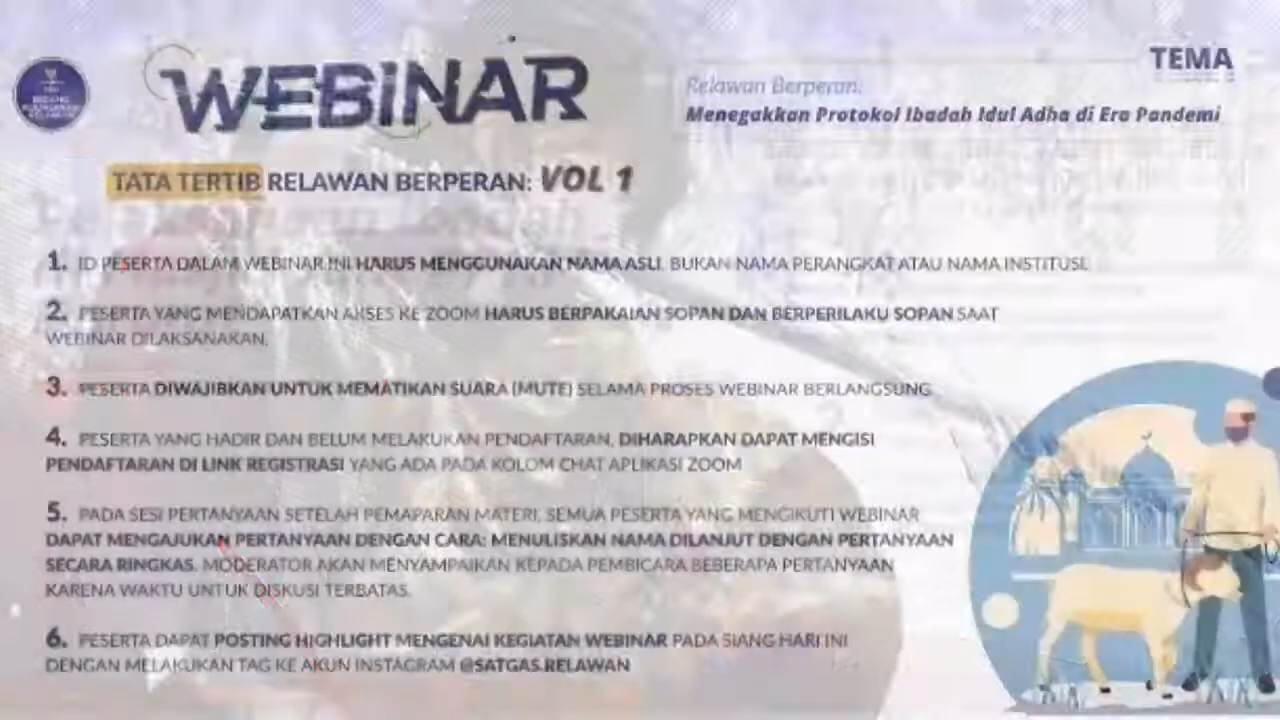 WEBINAR
TEMA
Relawan Berperan:
Menegakkan Protokol Ibadah Idul Adha di Era Pandemi
TATA TERTIB RELAWAN BERPERAN: VOL 1
1. ID PESERTA DALAM WEBINAR INI HARUS MENGGUNAKAN NAMA ASLI, BUKAN NAMA PERANGKAT ATAU NAMA INSTITUSI.
2. PESERTA YANG MENDAPATKAN AKSES KE ZOOM HARUS BERPAKAIAN SOPAN DAN BERPERILAKU SOPAN SAAT
WEBINAR DILAKSANAKAN.
3. PESERTA DIWAJIBKAN UNTUK MEMATIKAN SUARA (MUTE) SELAMA PROSES WEBINAR BERLANGSUNG
4. PESERTA YANG HADIR DAN BELUM MELAKUKAN PENDAFTARAN, DIHARAPKAN DAPAT MENGISI
PENDAFTARAN DI LINK REGISTRASI YANG ADA PADA KOLOM CHAT APLIKASI ZOOM
5. PADA SESI PERTANYAAN SETELAH PEMAPARAN MATERI, SEMUA PESERTA YANG MENGIKUTI WEBINAR
DAPAT MENGAJUKAN PERTANYAAN DENGAN CARA: MENULISKAN NAMA DILANJUT DENGAN PERTANYAAN
SECARA RINGKAS. MODERATOR AKAN MENYAMPAIKAN KEPADA PEMBICARA BEBERAPA PERTANYAAN
KARENA WAKTU UNTUK DISKUSI TERBATAS.
6. PESERTA DAPAT POSTING HIGHLIGHT MENGENAI KEGIATAN WEBINAR PADA SIANG HARI INI
DENGAN MELAKUKAN TAG KE AKUN INSTAGRAM @SATGAS.RELAWAN